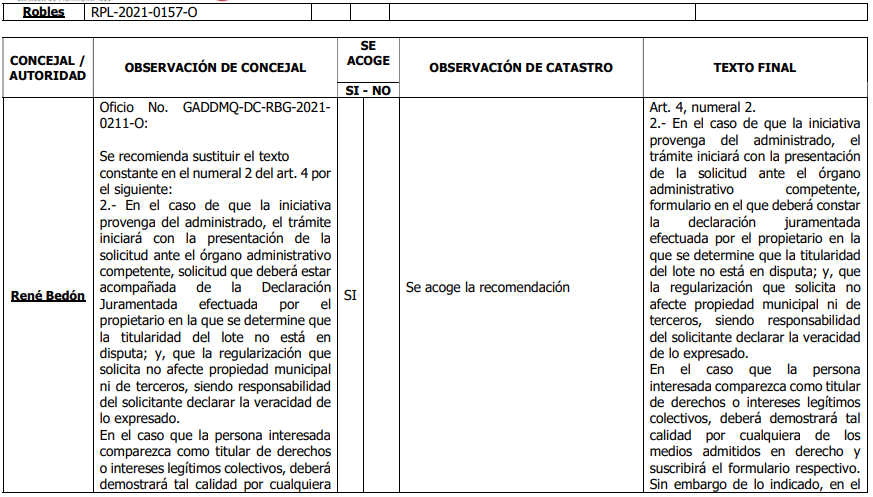 Robles RPL-2021-0157-O
CONCEJAL /
AUTORIDAD
OBSERVACIÓN DE CONCEJAL
SE
ACOGE
SI - NO
OBSERVACIÓN DE CATASTRO
TEXTO FINAL
René Bedón
Oficio No. GADDMQ-DC-RBG-2021-
0211-O:
Se recomienda sustituir el texto
constante en el numeral 2 del art. 4 por
el siguiente:
2.- En el caso de que la iniciativa
provenga del administrado, el trámite
iniciará con la presentación de la
solicitud ante el órgano administrativo
competente, solicitud que deberá estar
acompañada de la Declaración
Juramentada efectuada por el
propietario en la que se determine que
la titularidad del lote no está en
disputa; y, que la regularización que
solicita no afecte propiedad municipal
ni de terceros, siendo responsabilidad
del solicitante declarar la veracidad de
lo expresado.
En el caso que la persona interesada
comparezca como titular de derechos
o intereses legítimos colectivos, deberá
demostrará tal calidad por cualquiera
SI
Se acoge la recomendación
Art. 4, numeral 2.
2.- En el caso de que la iniciativa
provenga del administrado, el
trámite iniciará con la presentación
de la solicitud ante el órgano
administrativo competente,
formulario en el que deberá constar
la declaración juramentada
efectuada por el propietario en la
que se determine que la titularidad
del lote no está en disputa; y, que
la regularización que solicita no
afecte propiedad municipal ni de
terceros, siendo responsabilidad
del solicitante declarar la veracidad
de lo expresado.
En el caso que la persona
interesada comparezca como titular
de derechos o intereses legítimos
colectivos, deberá demostrará tal
calidad por cualquiera de los
medios admitidos en derecho y
suscribirá el formulario respectivo.
Sin embargo de lo indicado, en el